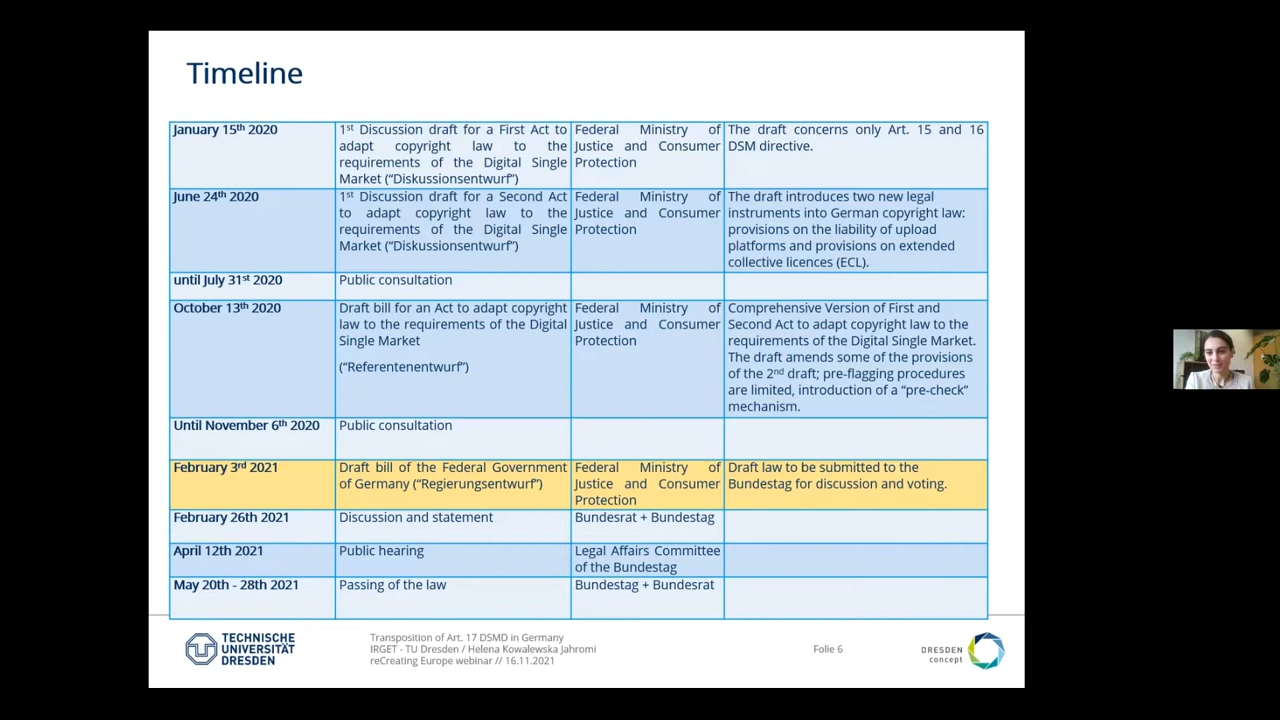 Timeline
January 15th 2020
1st Discussion draft for a First Act to
adapt copyright law to the
requirements of the Digital Single
Market (“Diskussionsentwurf”)
Federal Ministry of
Justice and Consumer
Protection
The draft concerns only Art. 15 and 16
DSM directive.
June 24th 2020
1st Discussion draft for a Second Act
to adapt copyright law to the
requirements of the Digital Single
Market (“Diskussionsentwurf”)
Federal Ministry of
Justice and Consumer
Protection
The draft introduces two new legal
instruments into German copyright law:
provisions on the liability of upload
platforms and provisions on extended
collective licences (ECL).
until July 31st 2020
Public consultation
October 13th 2020
Draft bill for an Act to adapt copyright
law to the requirements of the Digital
Single Market
(“Referentenentwurf”)
Federal Ministry of
Justice and Consumer
Protection
Comprehensive Version of First and
Second Act to adapt copyright law to the
requirements of the Digital Single Market.
The draft amends some of the provisions
of the 2nd draft; pre-flagging procedures
are limited, introduction of a “pre-check”
mechanism.
Until November 6th 2020
Public consultation
February 3rd 2021
Draft bill of the Federal Government
of Germany (“Regierungsentwurf”)
Federal Ministry of
Justice and Consumer
Protection
Draft law to be submitted to the
Bundestag for discussion and voting.
February 26th 2021
Discussion and statement
Bundesrat + Bundestag
April 12th 2021
Public hearing
Legal Affairs Committee
of the Bundestag
May 20th - 28th 2021
Passing of the law
Bundestag + Bundesrat
TECHNISCHE
UNIVERSITÄT
DRESDEN
Transposition of Art. 17 DSMD in Germany
IRGET - TU Dresden / Helena Kowalewska Jahromi
reCreating Europe webinar // 16.11.2021
Folie 6
DRESDEN
concept